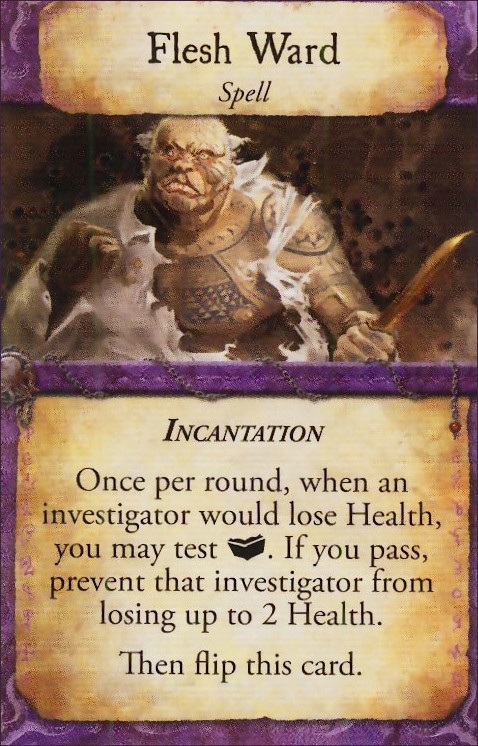 Flesh Ward
Spell
INCANTATION
Once per round, when an
investigator would lose Health,
you may test . If you pass,
prevent that investigator from
losing up to 2 Health.
Then flip this card.